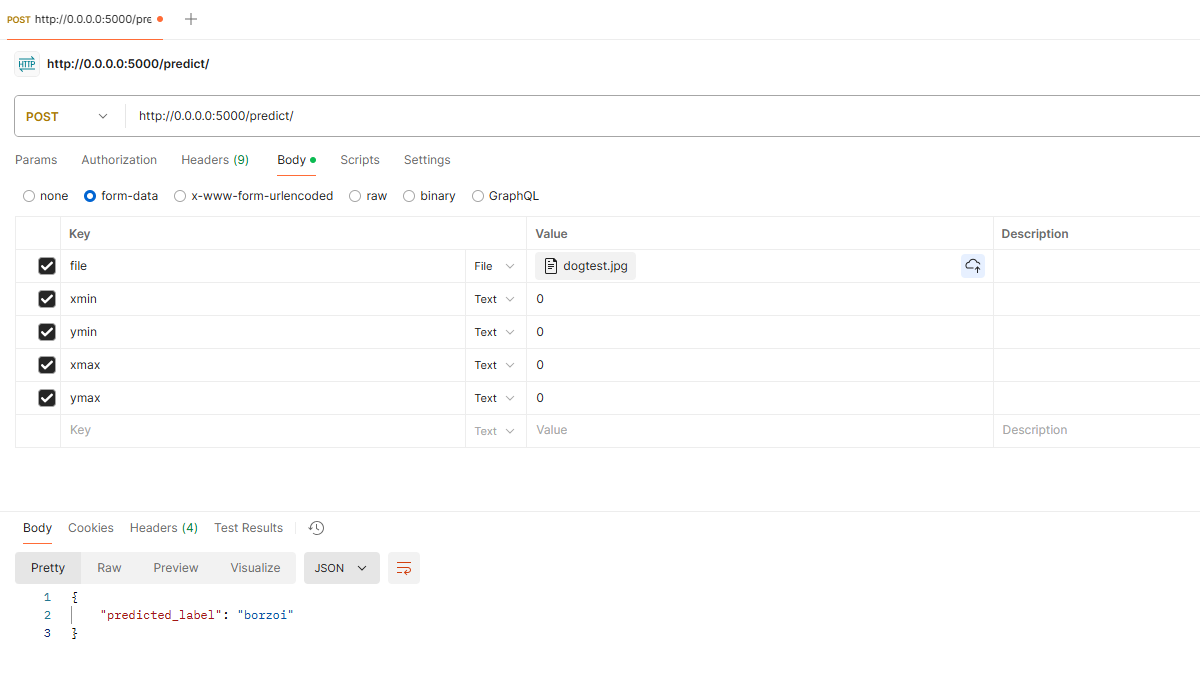 POST http://0.0.0.0:5000/pre
HTTP http://0.0.0.0:5000/predict/
POST http://0.0.0.0:5000/predict/
Params Authorization Headers (9) Body Scripts Settings
none form-data x-www-form-urlencoded raw binary GraphQL
Key Value Description
file File dogtest.jpg
xmin Text 0
ymin Text 0
xmax Text 0
ymax Text 0
Key Text Value Description
Body Cookies Headers (4) Test Results
Pretty Raw Preview Visualize JSON
1 {
2 "predicted_label": "borzoi"
3 }